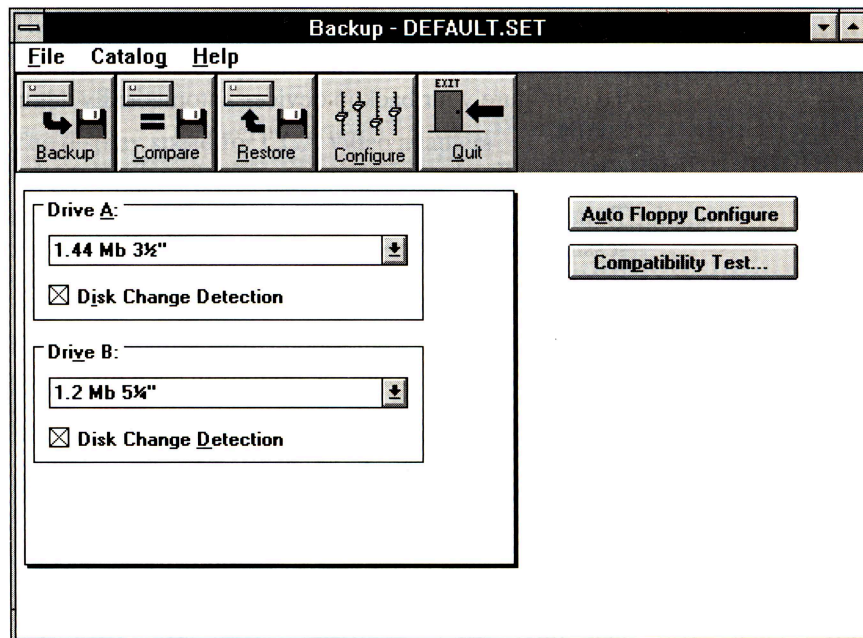 Backup - DEFAULT.SET
File Catalog Help
EXIT
Backup Compare Restore Configure Quit
Drive A:
1.44 Mb 3½"
Disk Change Detection
Drive B:
1.2 Mb 5¼"
Disk Change Detection
Auto Floppy Configure
Compatibility Test...